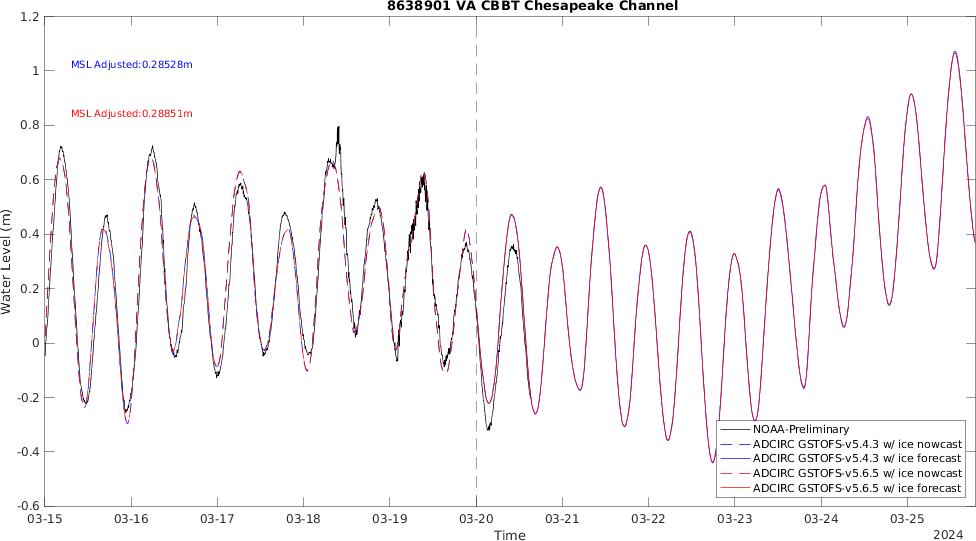 8638901 VA CBBT Chesapeake Channel
1.2
1
0.8
0.6
0.4
0.2
0
-0.2
-0.4
-0.6
Water Level (m)
MSL Adjusted:0.28528m
MSL Adjusted:0.28851m
NOAA-Preliminary
ADCIRC GSTOFS-v5.4.3 w/ ice nowcast
ADCIRC GSTOFS-v5.4.3 w/ ice forecast
ADCIRC GSTOFS-v5.6.5 w/ ice nowcast
ADCIRC GSTOFS-v5.6.5 w/ ice forecast
03-15 03-16 03-17 03-18 03-19 03-20 03-21 03-22 03-23 03-24 03-25
Time
2024